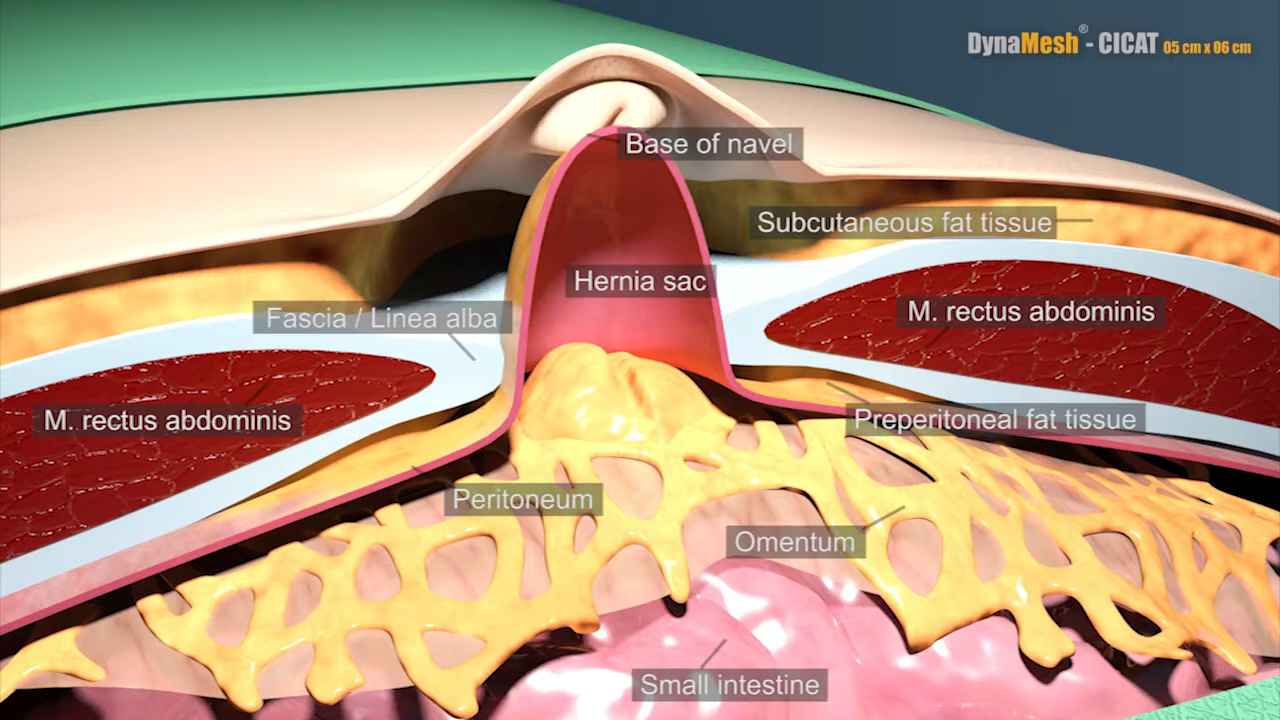 DynaMesh® - CICAT 05 cm x 06 cm
Base of navel
Subcutaneous fat tissue
Hernia sac
M. rectus abdominis
Fascia / Linea alba
M. rectus abdominis
Preperitoneal fat tissue
Peritoneum
Omentum
Small intestine